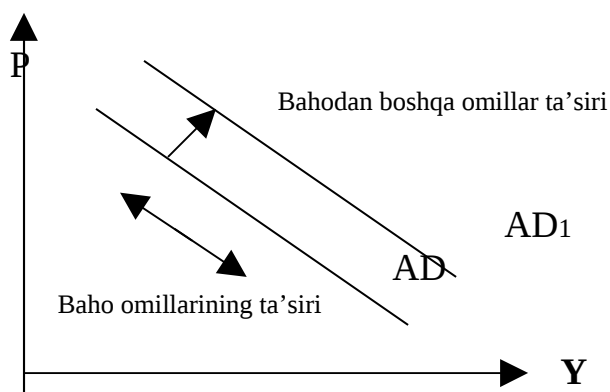 P
Bahodan boshqa omillar ta’siri
AD1
AD
Baho omillarining ta’siri
Y